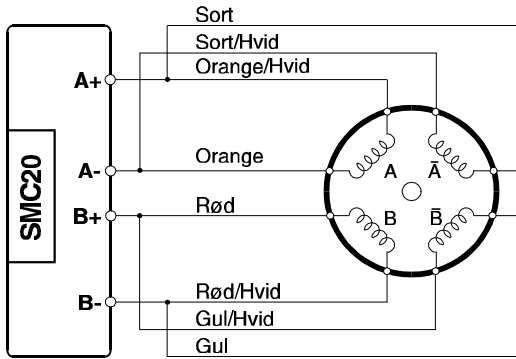 Sort
Sort/Hvid
Orange/Hvid
A+
A-
Orange
A Ā
SMC20
B+
Rød
B B̄
B-
Rød/Hvid
Gul/Hvid
Gul